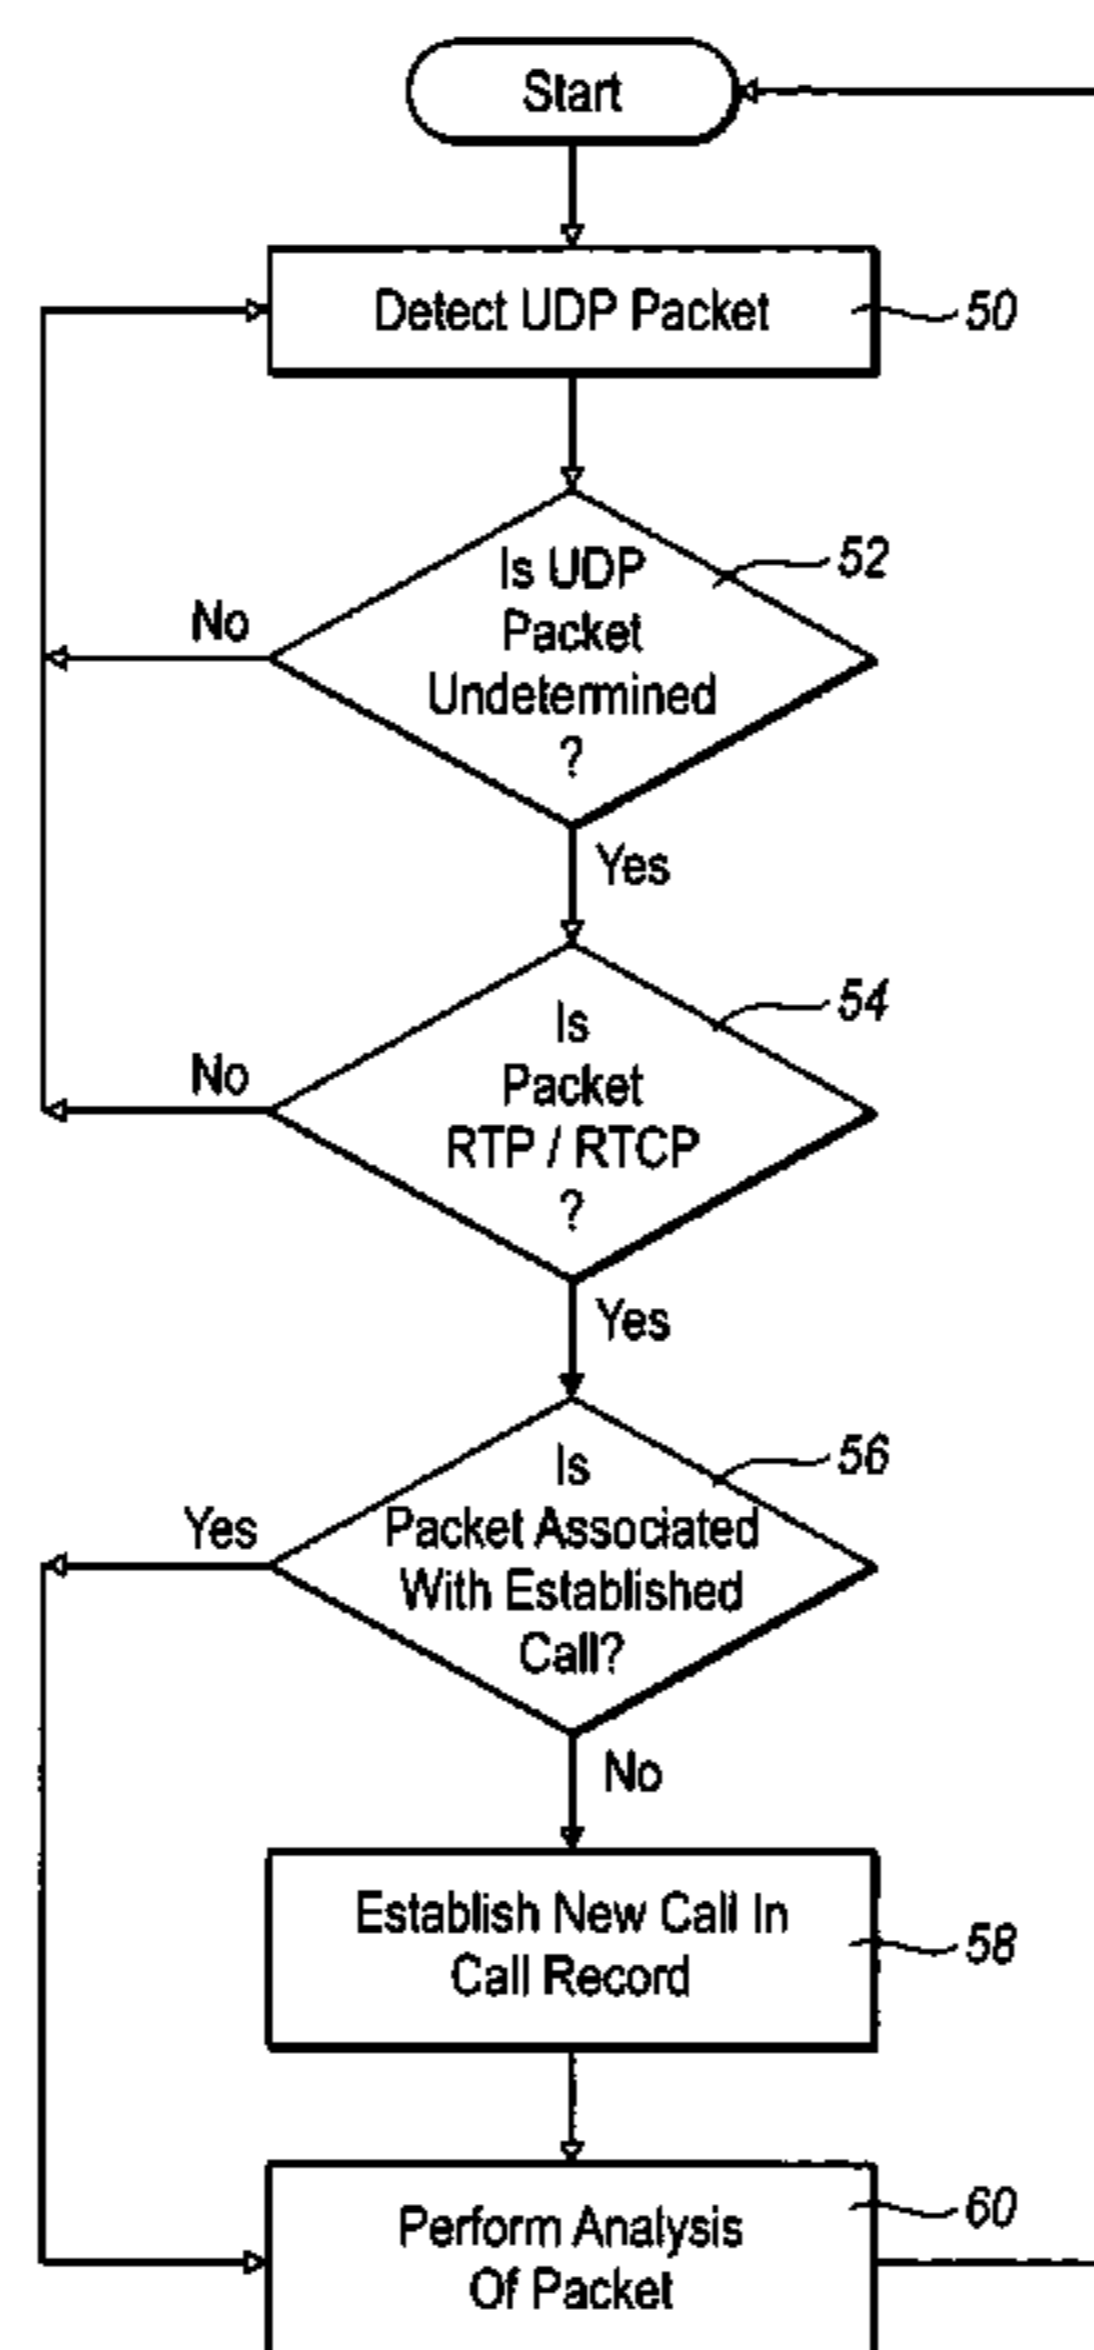 Start
Detect UDP Packet
50
52
Is UDP
Packet
Undetermined
?
No
Yes
54
Is
Packet
RTP / RTCP
?
No
Yes
56
Is
Packet Associated
With Established
Call?
Yes
No
Establish New Call In
Call Record
58
Perform Analysis
Of Packet
60